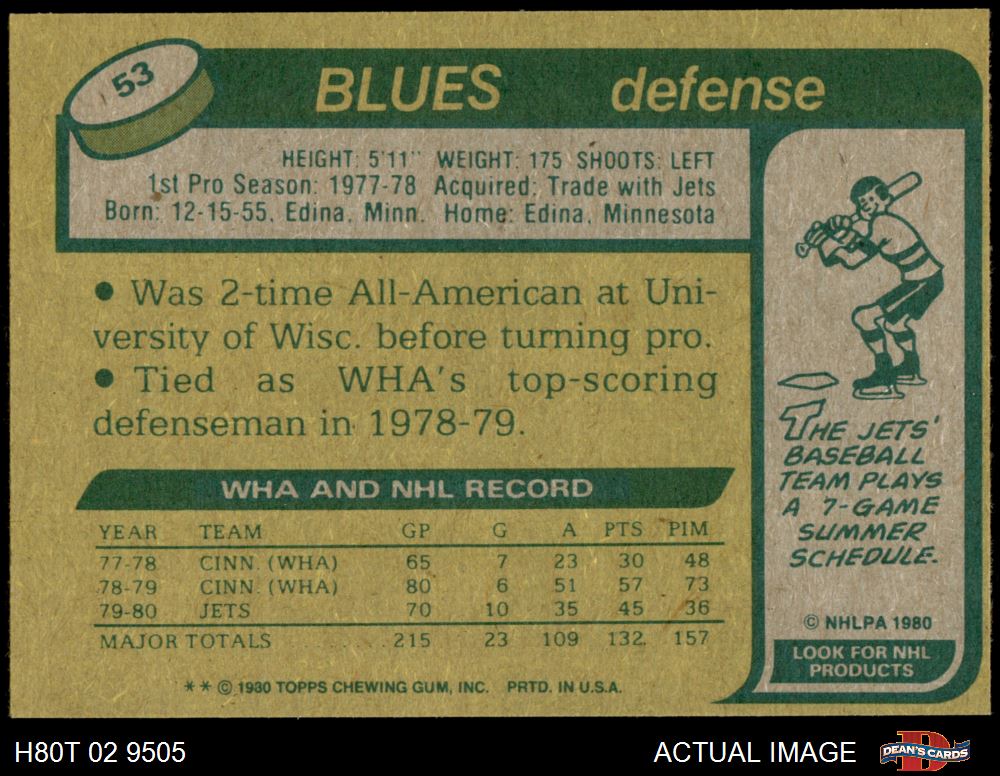 53
BLUES defense
HEIGHT: 5'11" WEIGHT: 175 SHOOTS: LEFT
1st Pro Season: 1977-78 Acquired: Trade with Jets
Born: 12-15-55, Edina, Minn. Home: Edina, Minnesota
• Was 2-time All-American at Uni-
versity of Wisc. before turning pro.
• Tied as WHA's top-scoring
defenseman in 1978-79.
WHA AND NHL RECORD
YEAR TEAM GP G A PTS PIM
77-78 CINN. (WHA) 65 7 23 30 48
78-79 CINN. (WHA) 80 6 51 57 73
79-80 JETS 70 10 35 45 36
MAJOR TOTALS ........ 215 23 109 132 157
* * © 1980 TOPPS CHEWING GUM, INC. PRTD. IN U.S.A.
THE JETS'
BASEBALL
TEAM PLAYS
A 7-GAME
SUMMER
SCHEDULE.
© NHLPA 1980
LOOK FOR NHL
PRODUCTS
H80T 02 9505
ACTUAL IMAGE
D
DEAN'S CARDS